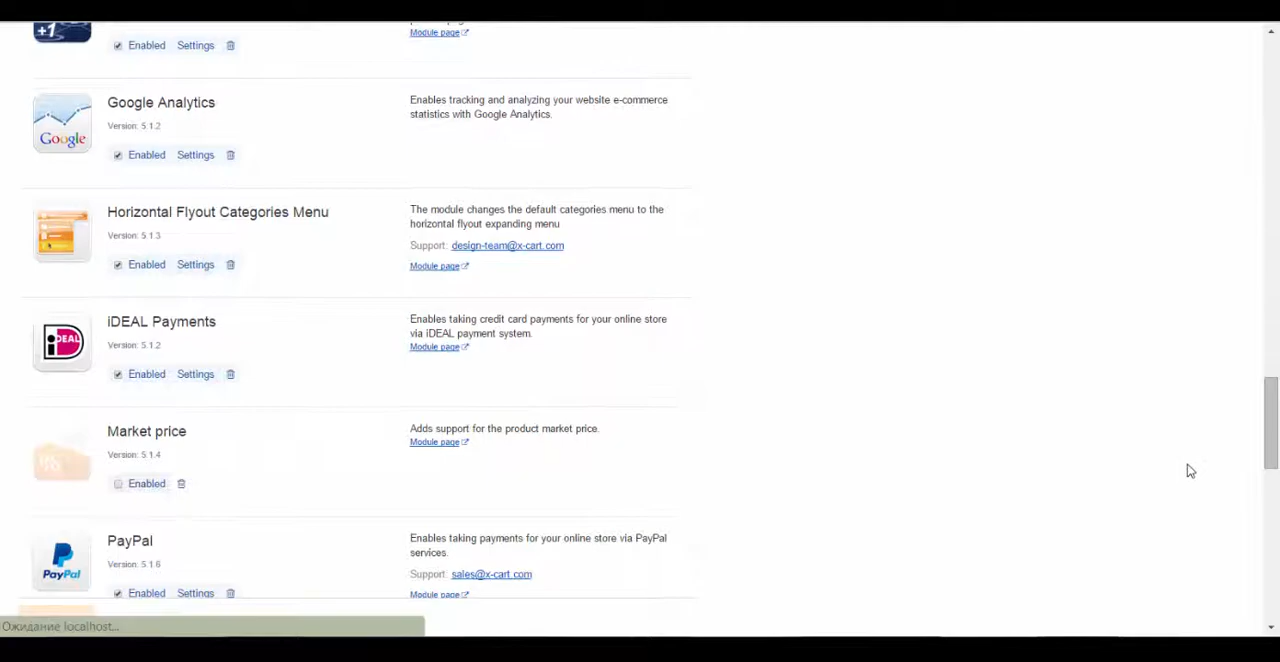 +1
Module page
Enabled Settings
Google Analytics
Version: 5.1.2
Enabled Settings
Enables tracking and analyzing your website e-commerce
statistics with Google Analytics.
Google
Horizontal Flyout Categories Menu
Version: 5.1.3
Enabled Settings
The module changes the default categories menu to the
horizontal flyout expanding menu
Support: design-team@x-cart.com
Module page
iDEAL Payments
Version: 5.1.2
Enabled Settings
Enables taking credit card payments for your online store
via iDEAL payment system.
Module page
iDEAL
Market price
Version: 5.1.4
Enabled
Adds support for the product market price.
Module page
PayPal
Version: 5.1.6
Enabled Settings
Enables taking payments for your online store via PayPal
services.
Support: sales@x-cart.com
Module page
PayPal
Ожидание localhost...